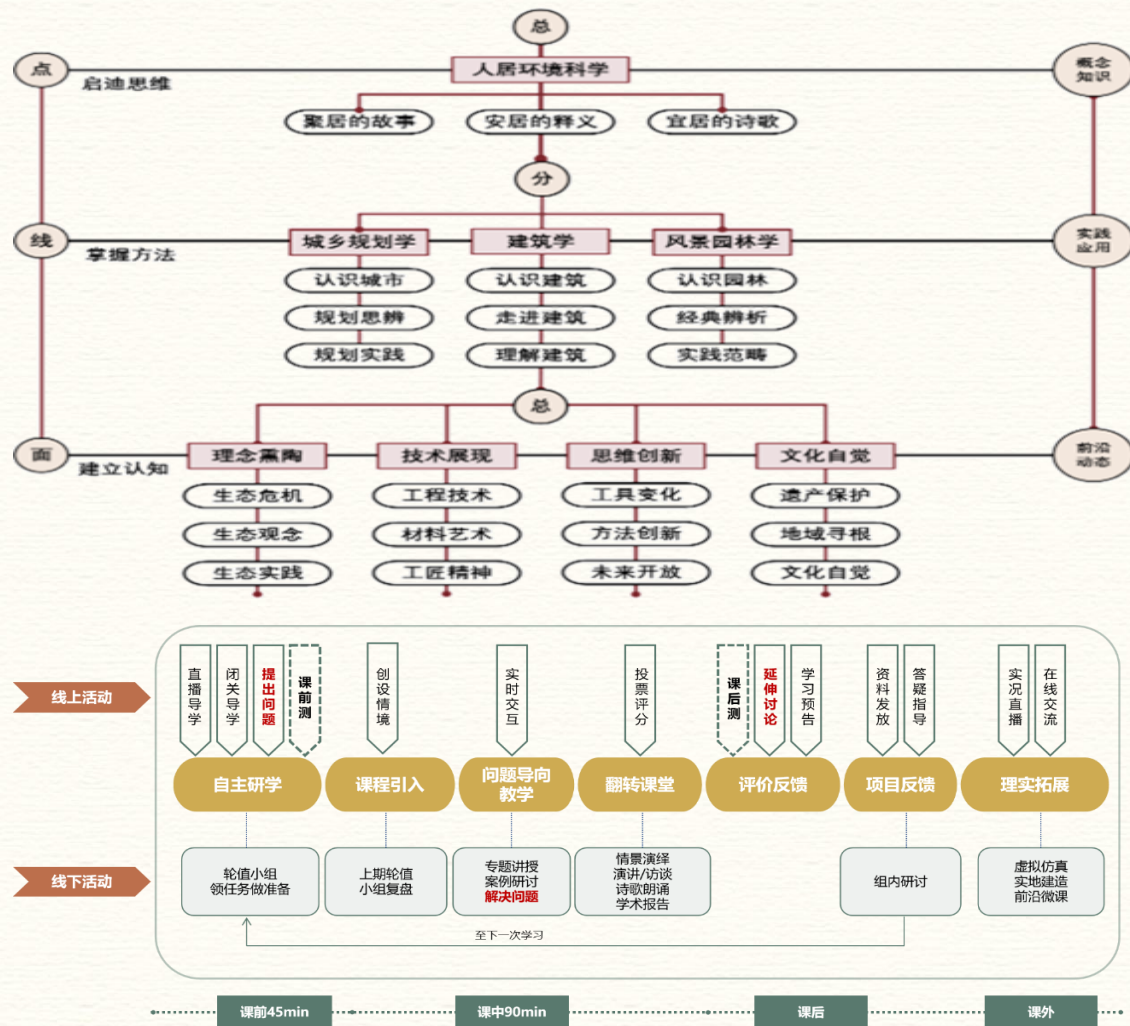 总
点
启迪思维
人居环境科学
概念
知识
聚居的故事
安居的释义
宜居的诗歌
分
线
掌握方法
城乡规划学
建筑学
风景园林学
实践
应用
认识城市
认识建筑
认识园林
规划思辨
走进建筑
经典辨析
规划实践
理解建筑
实践范畴
总
面
建立认知
理念熏陶
技术展现
思维创新
文化自觉
前沿
动态
生态危机
工程技术
工具变化
遗产保护
生态观念
材料艺术
方法创新
地域寻根
生态实践
工匠精神
未来开放
文化自觉
线上活动
直播导学
闭关导学
提出问题
课前测
创设情境
实时交互
投票评分
课后测
延伸讨论
学习预告
资料发放
答疑指导
实况直播
在线交流
自主研学
课程引入
问题导向
教学
翻转课堂
评价反馈
项目反馈
理实拓展
线下活动
轮值小组
领任务做准备
上期轮值
小组复盘
专题讲授
案例研讨
解决问题
情景演绎
演讲/访谈
诗歌朗诵
学术报告
组内研讨
虚拟仿真
实地建造
前沿微课
至下一次学习
课前45min
课中90min
课后
课外